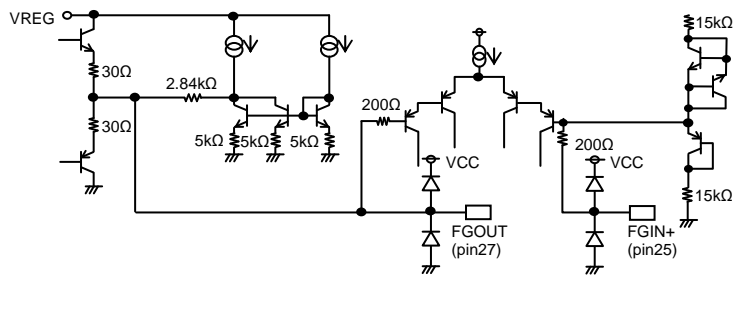 VREG
15kΩ
30Ω
2.84kΩ
200Ω
30Ω
5kΩ
5kΩ
5kΩ
200Ω
VCC
VCC
15kΩ
FGOUT
(pin27)
FGIN+
(pin25)